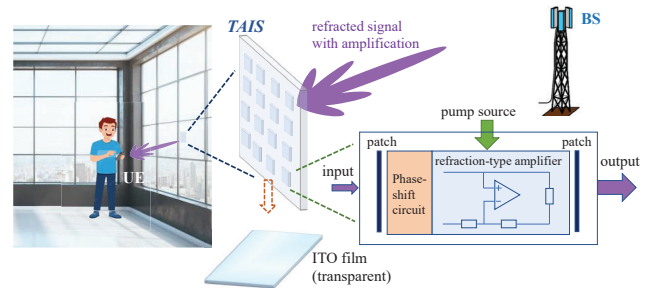 TAIS
refracted signal
with amplification
BS
pump source
patch
patch
refraction-type amplifier
input
output
Phase-
shift
circuit
UE
ITO film
(transparent)